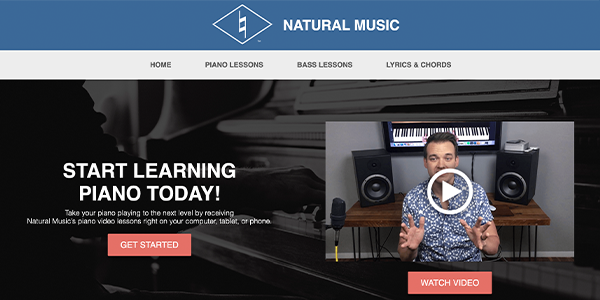 NATURAL MUSIC
HOME PIANO LESSONS BASS LESSONS LYRICS & CHORDS
START LEARNING
PIANO TODAY!
Take your piano playing to the next level by receiving
Natural Music's piano video lessons right on your computer, tablet, or phone.
GET STARTED
WATCH VIDEO